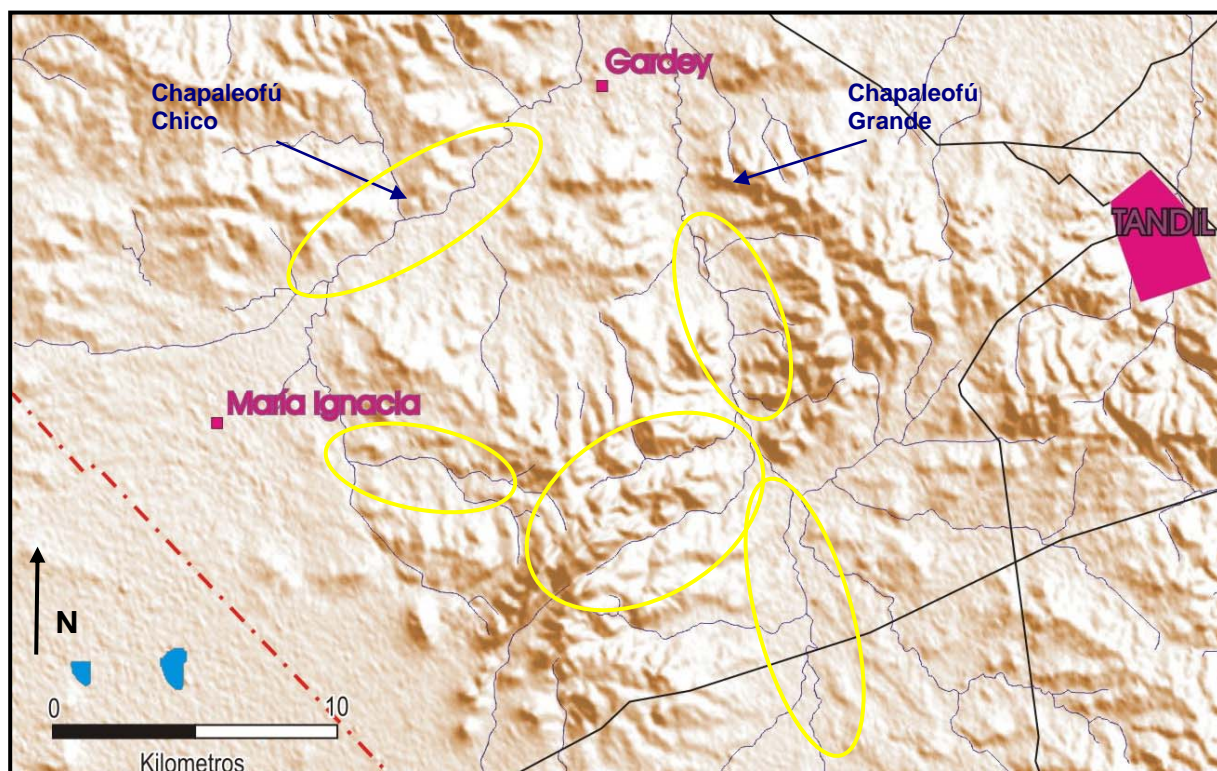 Gardey
Chapaleofú
Chico
Chapaleofú
Grande
TANDIL
María Ignacia
N
0 10
Kilometros